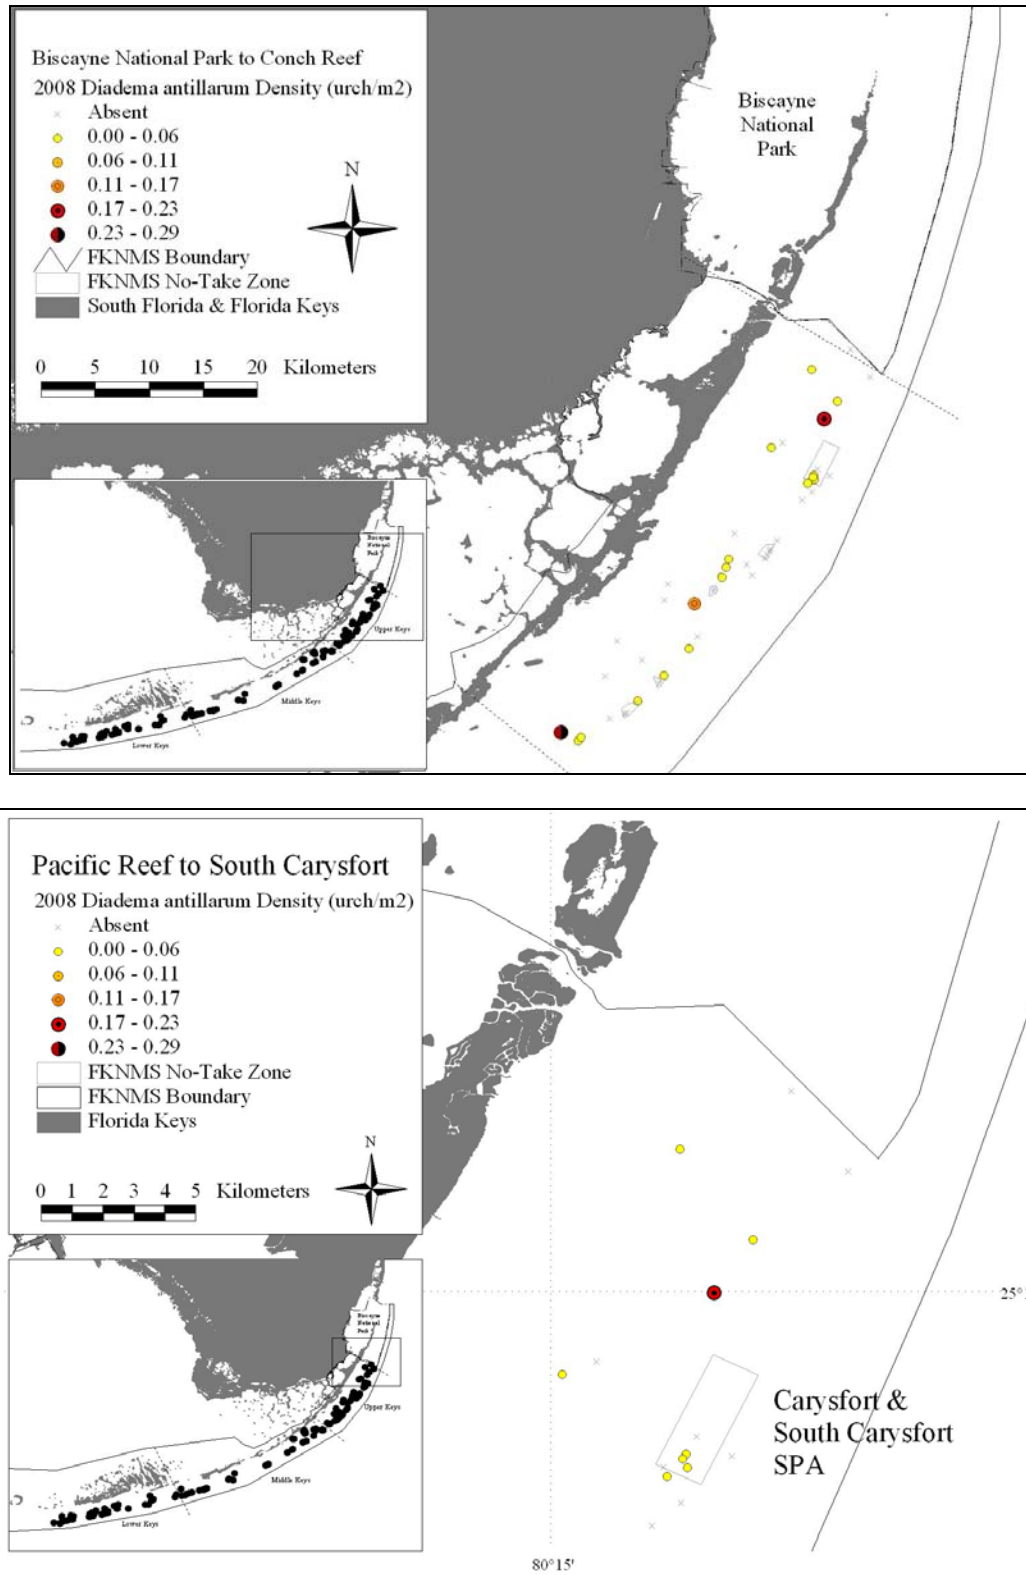 Biscayne National Park to Conch Reef
2008 Diadema antillarum Density (urch/m2)
Absent
0.00 - 0.06
0.06 - 0.11
0.11 - 0.17
0.17 - 0.23
0.23 - 0.29
FKNMS Boundary
FKNMS No-Take Zone
South Florida & Florida Keys
N
0 5 10 15 20 Kilometers
Biscayne
National
Park
Biscayne
National
Park
Upper Keys
Middle Keys
Lower Keys
Pacific Reef to South Carysfort
2008 Diadema antillarum Density (urch/m2)
Absent
0.00 - 0.06
0.06 - 0.11
0.11 - 0.17
0.17 - 0.23
0.23 - 0.29
FKNMS No-Take Zone
FKNMS Boundary
Florida Keys
N
0 1 2 3 4 5 Kilometers
Biscayne
National
Park
Upper Keys
Middle Keys
Lower Keys
25°
Carysfort &
South Carysfort
SPA
80°15'